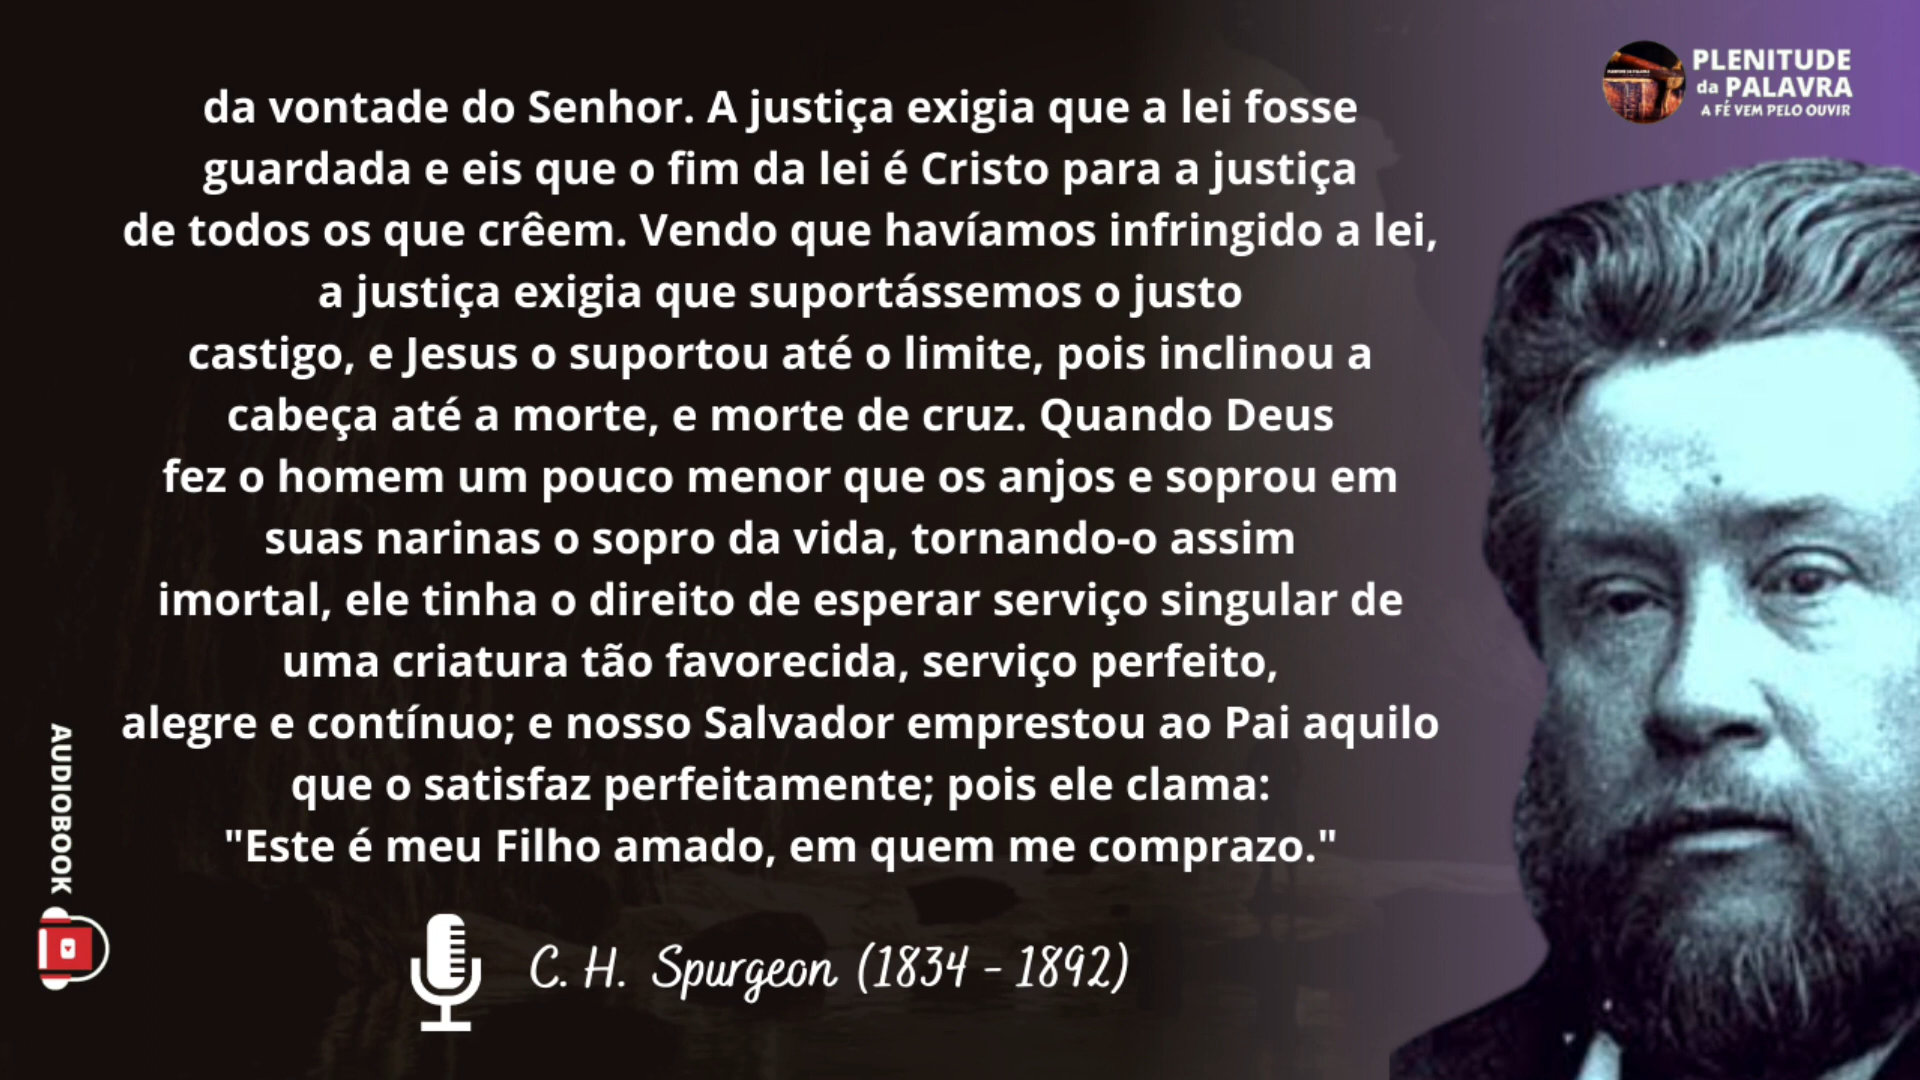 PLENITUDE
da PALAVRA
A FÉ VEM PELO OUVIR
da vontade do Senhor. A justiça exigia que a lei fosse
guardada e eis que o fim da lei é Cristo para a justiça
de todos os que crêem. Vendo que havíamos infringido a lei,
a justiça exigia que suportássemos o justo
castigo, e Jesus o suportou até o limite, pois inclinou a
cabeça até a morte, e morte de cruz. Quando Deus
fez o homem um pouco menor que os anjos e soprou em
suas narinas o sopro da vida, tornando-o assim
imortal, ele tinha o direito de esperar serviço singular de
uma criatura tão favorecida, serviço perfeito,
alegre e contínuo; e nosso Salvador emprestou ao Pai aquilo
que o satisfaz perfeitamente; pois ele clama:
"Este é meu Filho amado, em quem me comprazo."
AUDIOBOOK
C. H. Spurgeon (1834 - 1892)